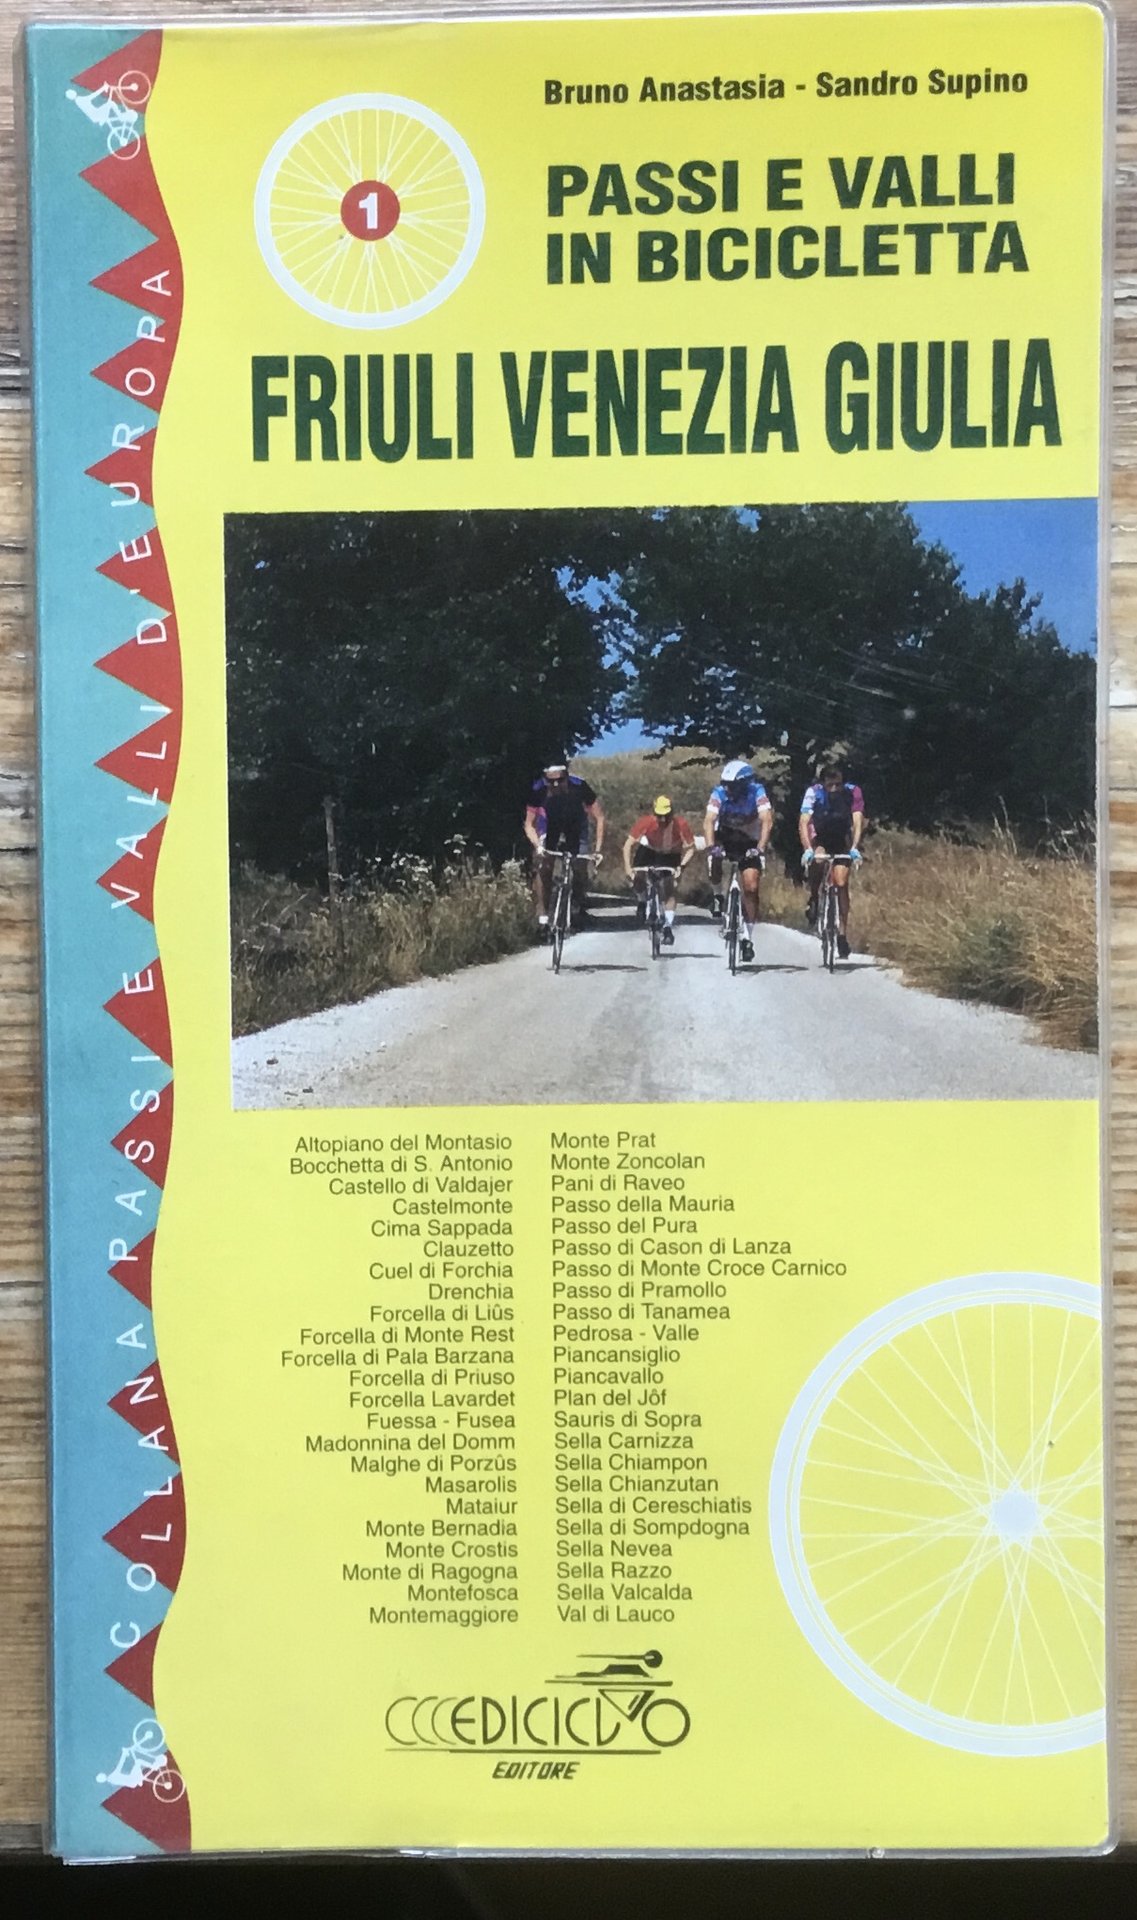 Bruno Anastasia - Sandro Supino
1
PASSI E VALLI
IN BICICLETTA
FRIULI VENEZIA GIULIA
COLLANA PASSI E VALLI D'EUROPA
Altopiano del Montasio
Bocchetta di S. Antonio
Castello di Valdajer
Castelmonte
Cima Sappada
Clauzetto
Cuel di Forchia
Drenchia
Forcella di Liûs
Forcella di Monte Rest
Forcella di Pala Barzana
Forcella di Priuso
Forcella Lavardet
Fuessa - Fusea
Madonnina del Domm
Malghe di Porzûs
Masarolis
Mataiur
Monte Bernadia
Monte Crostis
Monte di Ragogna
Montefosca
Montemaggiore
Monte Prat
Monte Zoncolan
Pani di Raveo
Passo della Mauria
Passo del Pura
Passo di Cason di Lanza
Passo di Monte Croce Carnico
Passo di Pramollo
Passo di Tanamea
Pedrosa - Valle
Piancansiglio
Piancavallo
Plan del Jôf
Sauris di Sopra
Sella Carnizza
Sella Chiampon
Sella Chianzutan
Sella di Cereschiatis
Sella di Sompdogna
Sella Nevea
Sella Razzo
Sella Valcalda
Val di Lauco
EDICICLO
EDITORE